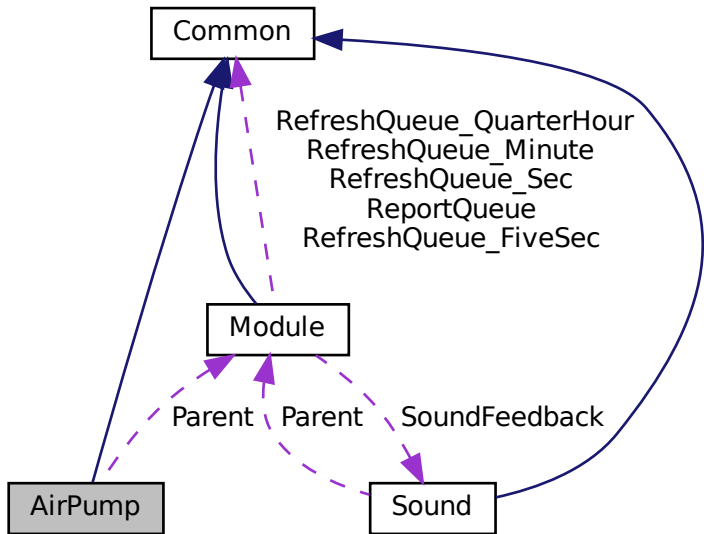 Common
RefreshQueue_QuarterHour
RefreshQueue_Minute
RefreshQueue_Sec
ReportQueue
RefreshQueue_FiveSec
Module
Parent
Parent
SoundFeedback
AirPump
Sound